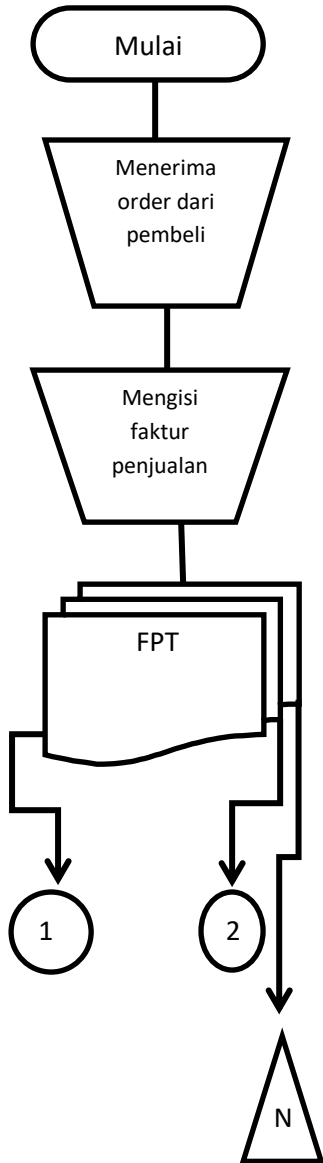 Mulai
Menerima
order dari
pembeli
Mengisi
faktur
penjualan
FPT
1
2
N